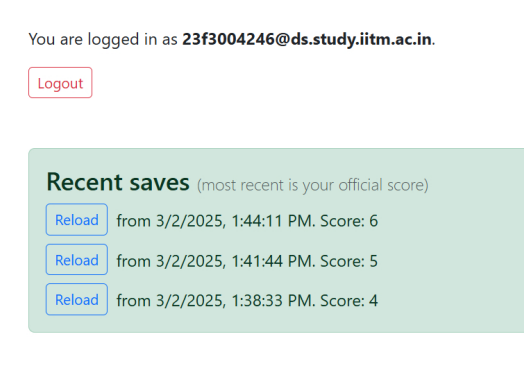 You are logged in as 23f3004246@ds.study.iitm.ac.in.
Logout
Recent saves (most recent is your official score)
Reload from 3/2/2025, 1:44:11 PM. Score: 6
Reload from 3/2/2025, 1:41:44 PM. Score: 5
Reload from 3/2/2025, 1:38:33 PM. Score: 4